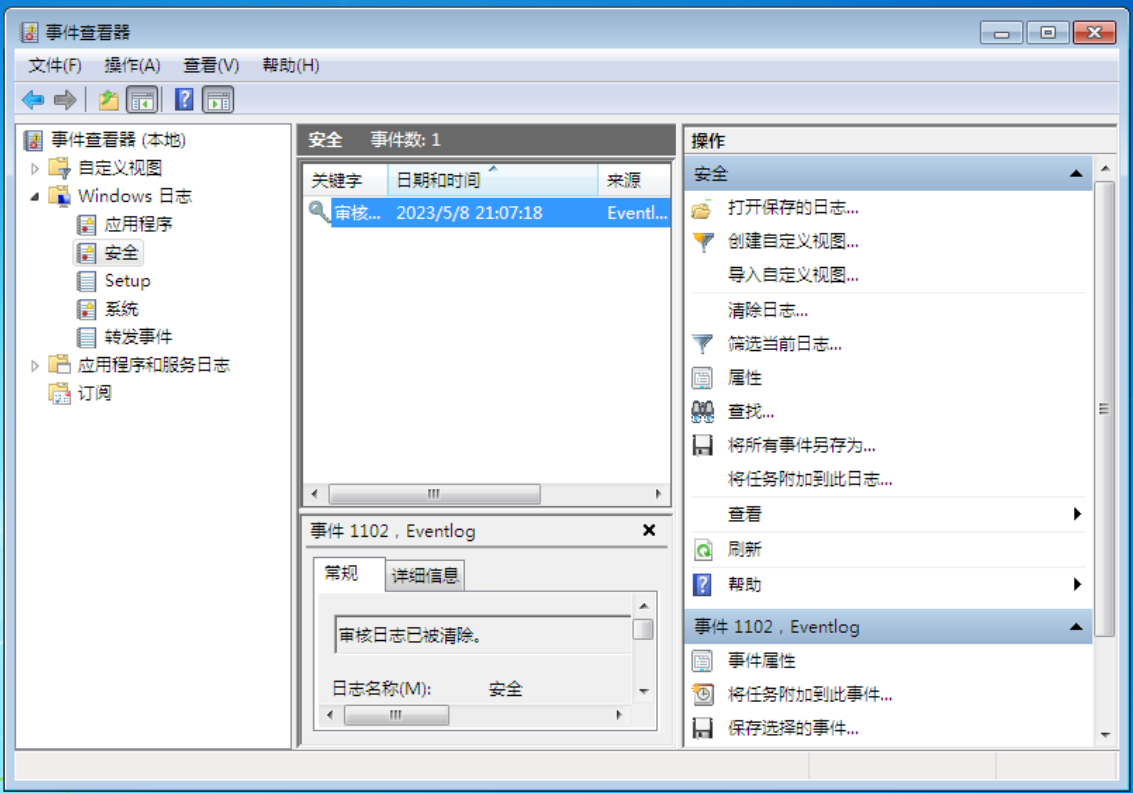 事件查看器
文件(F) 操作(A) 查看(V) 帮助(H)
事件查看器 (本地)
自定义视图
Windows 日志
应用程序
安全
Setup
系统
转发事件
应用程序和服务日志
订阅
安全 事件数: 1
关键字 日期和时间 来源
审核... 2023/5/8 21:07:18 Eventl...
事件 1102，Eventlog
常规 详细信息
审核日志已被清除。
日志名称(M): 安全
操作
安全
打开保存的日志...
创建自定义视图...
导入自定义视图...
清除日志...
筛选当前日志...
属性
查找...
将所有事件另存为...
将任务附加到此日志...
查看
刷新
帮助
事件 1102，Eventlog
事件属性
将任务附加到此事件...
保存选择的事件...